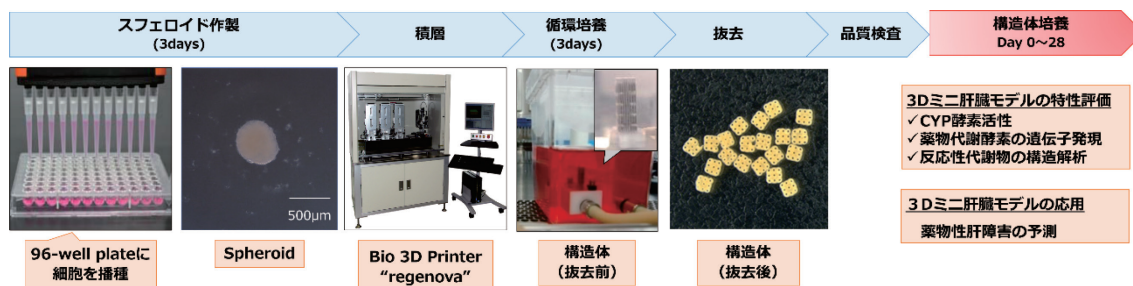 スフェロイド作製
(3days)
積層
循環培養
(3days)
抜去
品質検査
構造体培養
Day 0～28
500μm
96-well plateに
細胞を播種
Spheroid
Bio 3D Printer
“regenova”
構造体
（抜去前）
構造体
（抜去後）
3Dミニ肝臓モデルの特性評価
✓CYP酵素活性
✓薬物代謝酵素の遺伝子発現
✓反応性代謝物の構造解析
３Dミニ肝臓モデルの応用
薬物性肝障害の予測